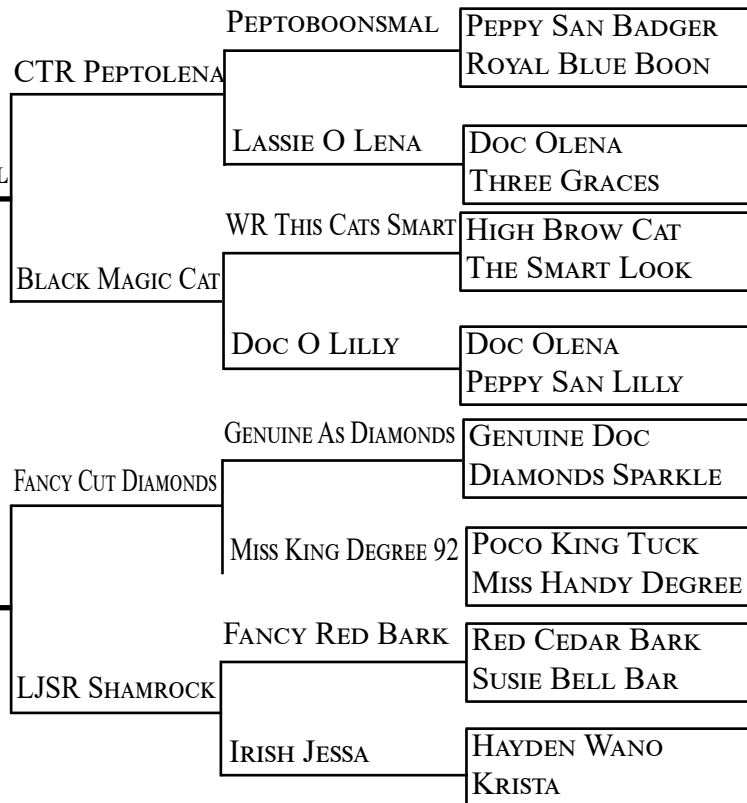 Peptoboonsmal
Peppy San Badger
Royal Blue Boon
CTR Peptolena
Lassie O Lena
Doc Olena
Three Graces
WR This Cats Smart
High Brow Cat
The Smart Look
Black Magic Cat
Doc O Lilly
Doc Olena
Peppy San Lilly
Genuine As Diamonds
Genuine Doc
Diamonds Sparkle
Fancy Cut Diamonds
Miss King Degree 92
Poco King Tuck
Miss Handy Degree
Fancy Red Bark
Red Cedar Bark
Susie Bell Bar
LJSR Shamrock
Irish Jessa
Hayden Wano
Krista